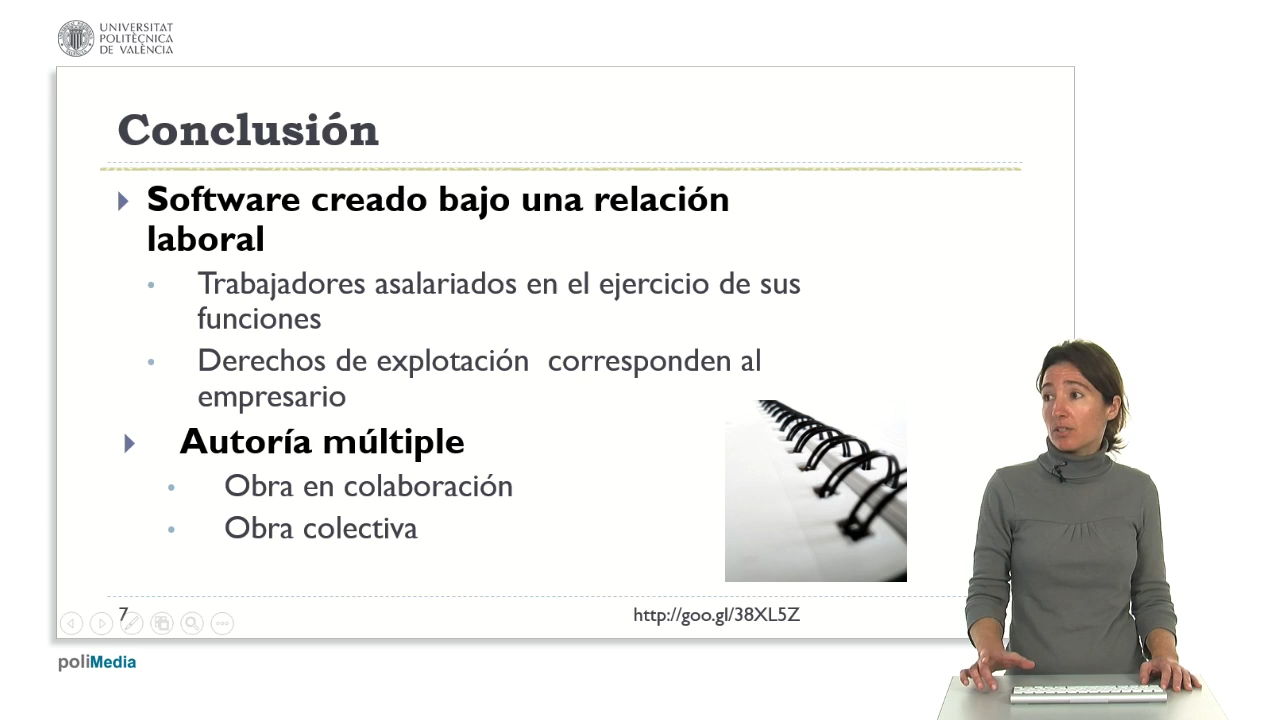 UNIVERSITAT
POLITÈCNICA
DE VALÈNCIA
Conclusión
Software creado bajo una relación
laboral
Trabajadores asalariados en el ejercicio de sus
funciones
Derechos de explotación corresponden al
empresario
Autoría múltiple
Obra en colaboración
Obra colectiva
7
http://goo.gl/38XL5Z
poliMedia